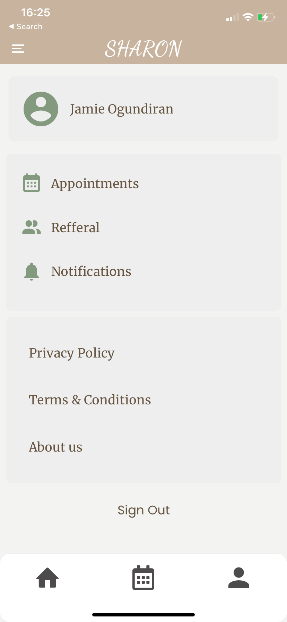 16:25
Search
SHARON
Jamie Ogundiran
Appointments
Refferal
Notifications
Privacy Policy
Terms & Conditions
About us
Sign Out